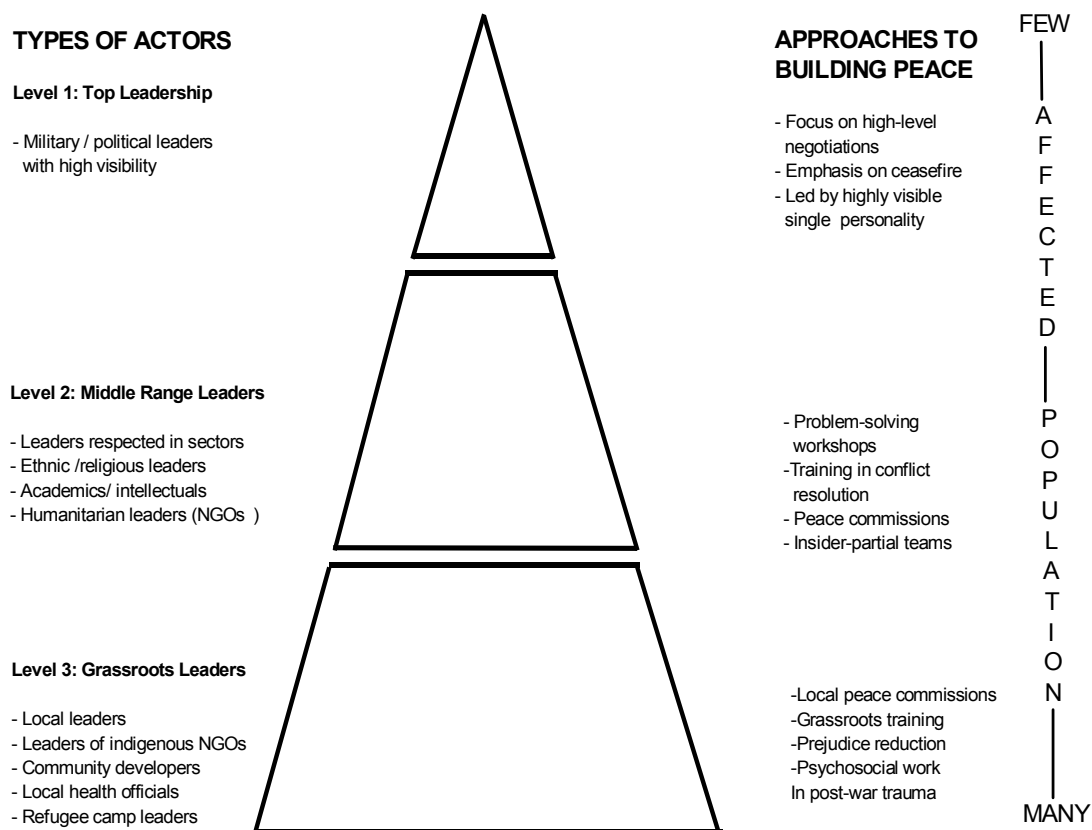 TYPES OF ACTORS
Level 1: Top Leadership
- Military / political leaders
with high visibility
Level 2: Middle Range Leaders
- Leaders respected in sectors
- Ethnic /religious leaders
- Academics/ intellectuals
- Humanitarian leaders (NGOs )
Level 3: Grassroots Leaders
- Local leaders
- Leaders of indigenous NGOs
- Community developers
- Local health officials
- Refugee camp leaders
APPROACHES TO
BUILDING PEACE
- Focus on high-level
negotiations
- Emphasis on ceasefire
- Led by highly visible
single personality
- Problem-solving
workshops
-Training in conflict
resolution
- Peace commissions
- Insider-partial teams
-Local peace commissions
-Grassroots training
-Prejudice reduction
-Psychosocial work
In post-war trauma
FEW
AFFECTED
POPULATION
MANY